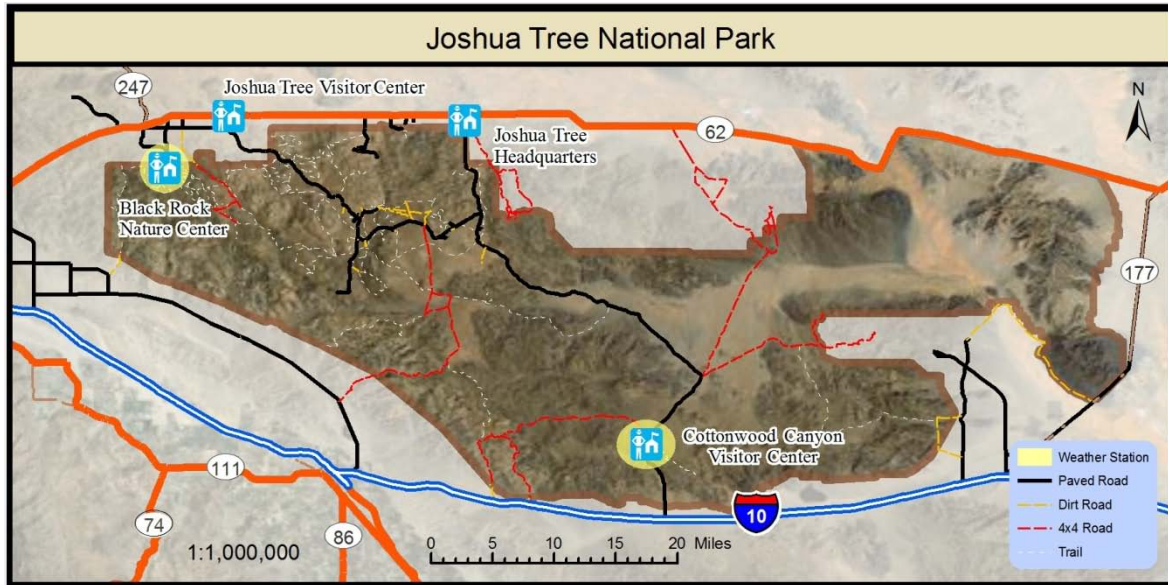 Joshua Tree National Park
247
Joshua Tree Visitor Center
N
62
Joshua Tree
Headquarters
Black Rock
Nature Center
177
Cottonwood Canyon
Visitor Center
111
10
74
86
1:1,000,000
0 5 10 15 20 Miles
Weather Station
Paved Road
Dirt Road
4x4 Road
Trail